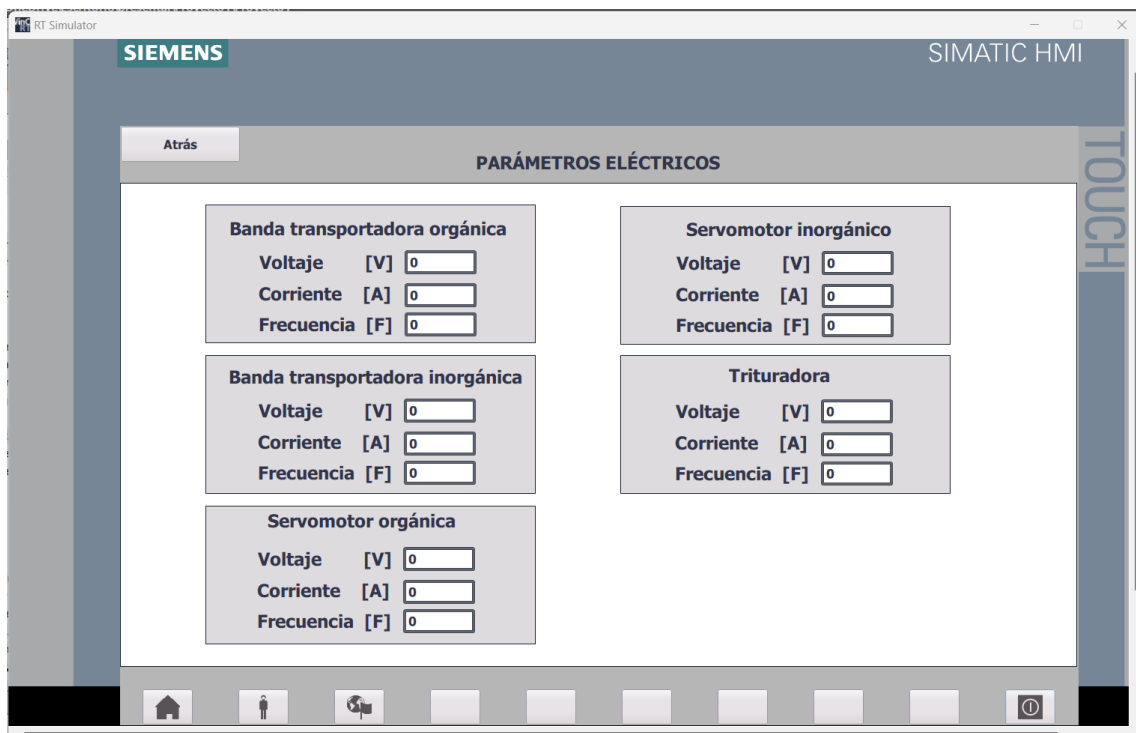 RT Simulator
SIEMENS
SIMATIC HMI
TOUCH
Atrás
PARÁMETROS ELÉCTRICOS
Banda transportadora orgánica
Voltaje [V] 0
Corriente [A] 0
Frecuencia [F] 0
Banda transportadora inorgánica
Voltaje [V] 0
Corriente [A] 0
Frecuencia [F] 0
Servomotor orgánica
Voltaje [V] 0
Corriente [A] 0
Frecuencia [F] 0
Servomotor inorgánico
Voltaje [V] 0
Corriente [A] 0
Frecuencia [F] 0
Trituradora
Voltaje [V] 0
Corriente [A] 0
Frecuencia [F] 0